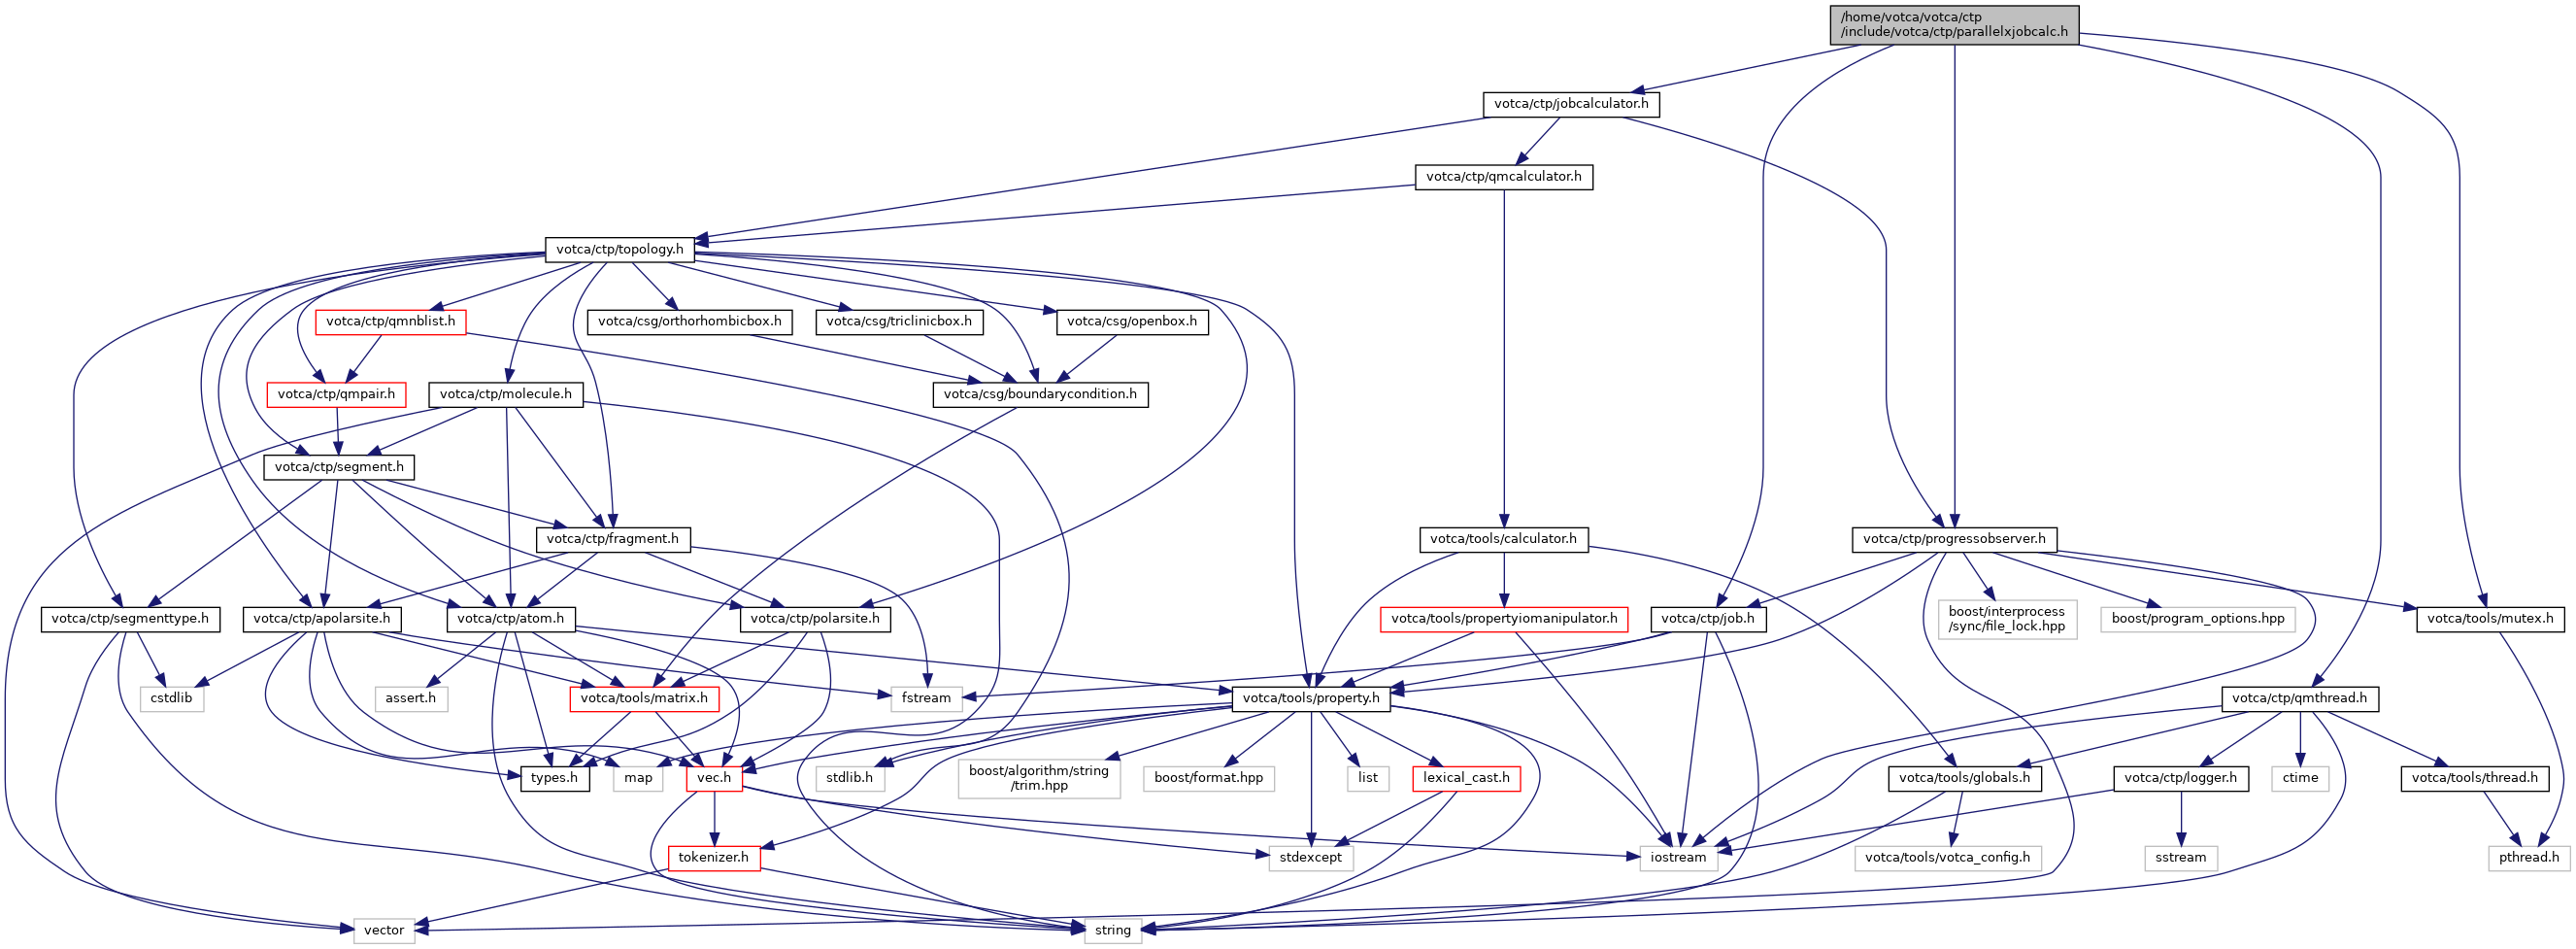 /home/votca/votca/ctp
/include/votca/ctp/parallelxjobcalc.h
votca/ctp/jobcalculator.h
votca/ctp/qmcalculator.h
votca/ctp/topology.h
votca/ctp/qmnblist.h
votca/csg/orthorhombicbox.h
votca/csg/triclinicbox.h
votca/csg/openbox.h
votca/ctp/qmpair.h
votca/ctp/molecule.h
votca/csg/boundarycondition.h
votca/ctp/segment.h
votca/ctp/fragment.h
votca/tools/calculator.h
votca/ctp/progressobserver.h
votca/ctp/segmenttype.h
votca/ctp/apolarsite.h
votca/ctp/atom.h
votca/ctp/polarsite.h
votca/tools/propertyiomanipulator.h
votca/ctp/job.h
boost/interprocess
/sync/file_lock.hpp
boost/program_options.hpp
votca/tools/mutex.h
cstdlib
assert.h
votca/tools/matrix.h
fstream
votca/tools/property.h
votca/ctp/qmthread.h
types.h
map
vec.h
stdlib.h
boost/algorithm/string
/trim.hpp
boost/format.hpp
list
lexical_cast.h
votca/tools/globals.h
votca/ctp/logger.h
ctime
votca/tools/thread.h
tokenizer.h
stdexcept
iostream
votca/tools/votca_config.h
sstream
pthread.h
vector
string